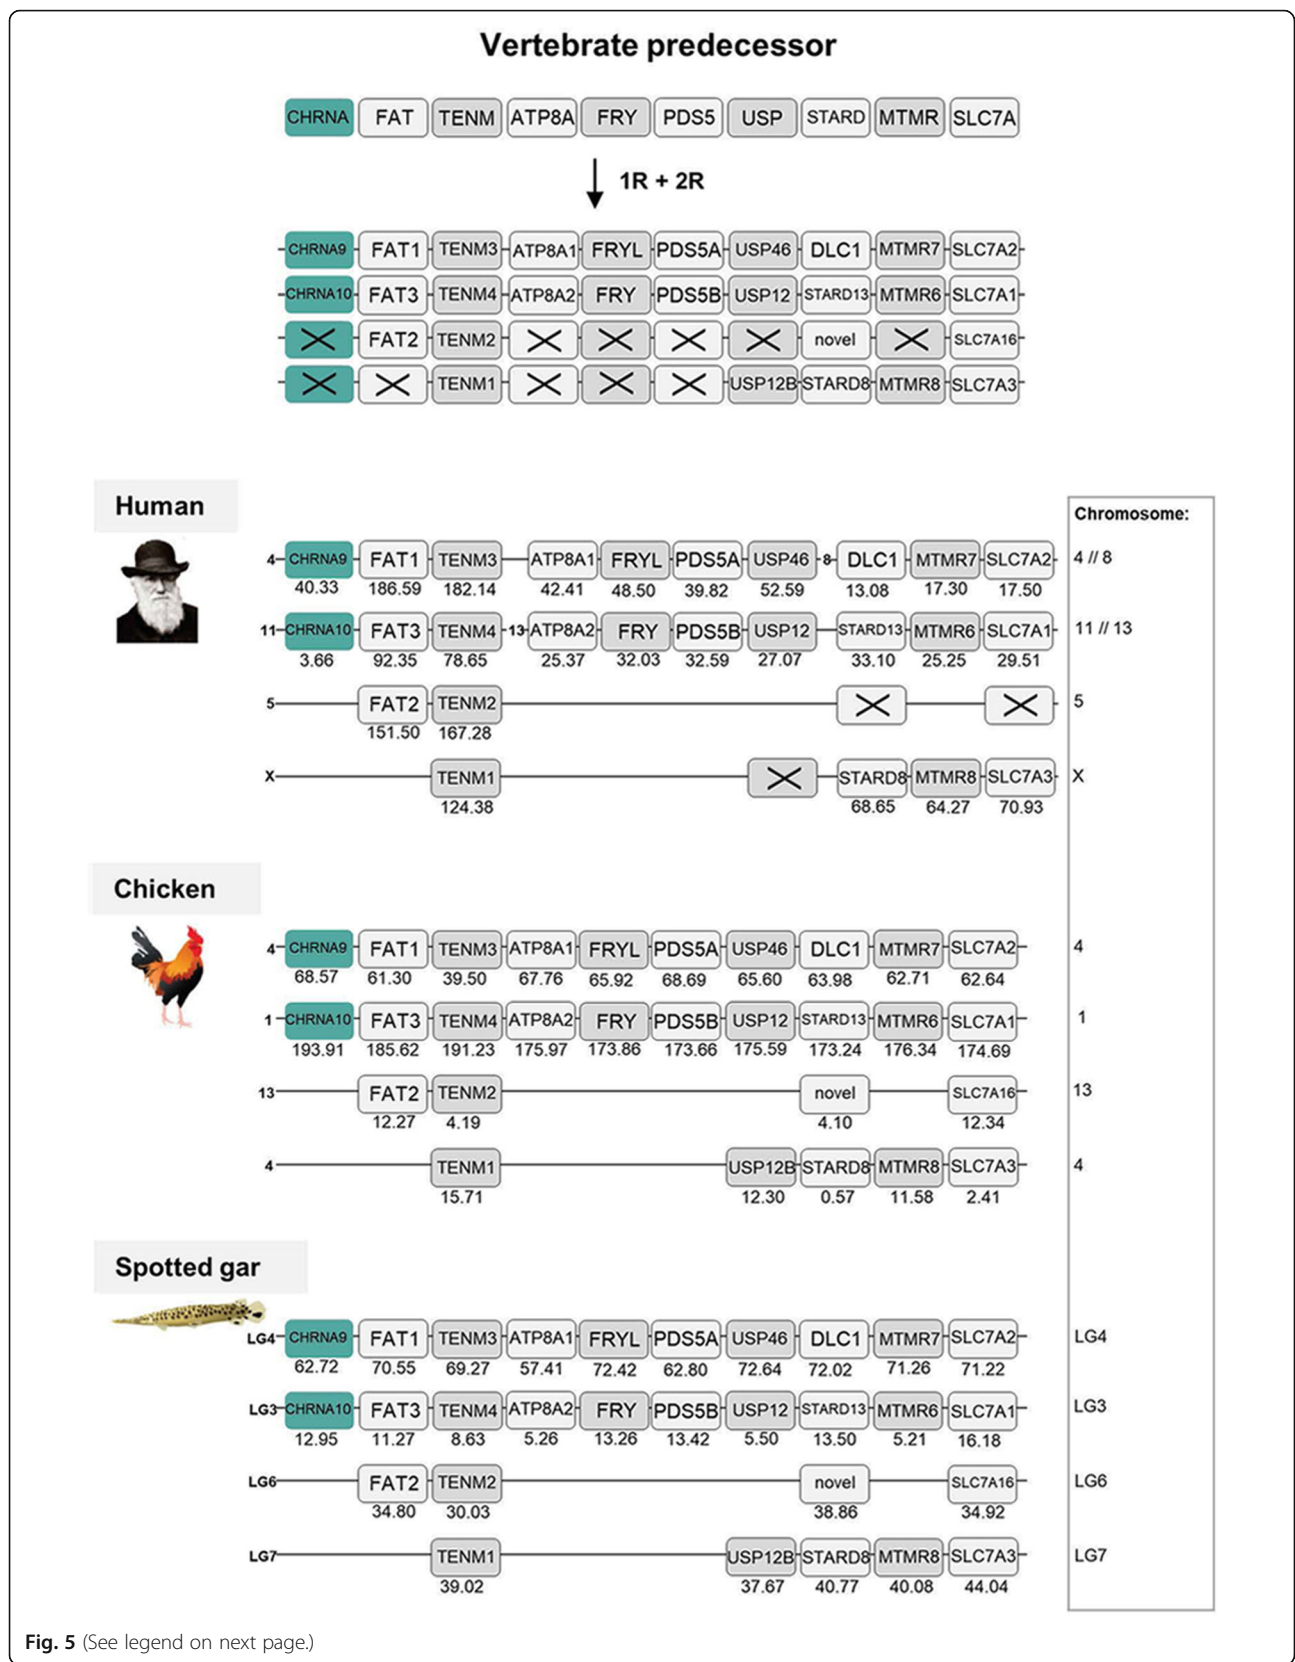 Vertebrate predecessor
CHRNA FAT TENM ATP8A FRY PDS5 USP STARD MTMR SLC7A
1R + 2R
CHRNA9 FAT1 TENM3 ATP8A1 FRYL PDS5A USP46 DLC1 MTMR7 SLC7A2
CHRNA10 FAT3 TENM4 ATP8A2 FRY PDS5B USP12 STARD13 MTMR6 SLC7A1
FAT2 TENM2 novel SLC7A16
TENM1 USP12B STARD8 MTMR8 SLC7A3
Human
Chromosome:
4 CHRNA9 FAT1 TENM3 ATP8A1 FRYL PDS5A USP46 8 DLC1 MTMR7 SLC7A2 4 // 8
40.33 186.59 182.14 42.41 48.50 39.82 52.59 13.08 17.30 17.50
11 CHRNA10 FAT3 TENM4 13 ATP8A2 FRY PDS5B USP12 STARD13 MTMR6 SLC7A1 11 // 13
3.66 92.35 78.65 25.37 32.03 32.59 27.07 33.10 25.25 29.51
5 FAT2 TENM2 5
151.50 167.28
X TENM1 STARD8 MTMR8 SLC7A3 X
124.38 68.65 64.27 70.93
Chicken
4 CHRNA9 FAT1 TENM3 ATP8A1 FRYL PDS5A USP46 DLC1 MTMR7 SLC7A2 4
68.57 61.30 39.50 67.76 65.92 68.69 65.60 63.98 62.71 62.64
1 CHRNA10 FAT3 TENM4 ATP8A2 FRY PDS5B USP12 STARD13 MTMR6 SLC7A1 1
193.91 185.62 191.23 175.97 173.86 173.66 175.59 173.24 176.34 174.69
13 FAT2 TENM2 novel SLC7A16 13
12.27 4.19 4.10 12.34
4 TENM1 USP12B STARD8 MTMR8 SLC7A3 4
15.71 12.30 0.57 11.58 2.41
Spotted gar
LG4 CHRNA9 FAT1 TENM3 ATP8A1 FRYL PDS5A USP46 DLC1 MTMR7 SLC7A2 LG4
62.72 70.55 69.27 57.41 72.42 62.80 72.64 72.02 71.26 71.22
LG3 CHRNA10 FAT3 TENM4 ATP8A2 FRY PDS5B USP12 STARD13 MTMR6 SLC7A1 LG3
12.95 11.27 8.63 5.26 13.26 13.42 5.50 13.50 5.21 16.18
LG6 FAT2 TENM2 novel SLC7A16 LG6
34.80 30.03 38.86 34.92
LG7 TENM1 USP12B STARD8 MTMR8 SLC7A3 LG7
39.02 37.67 40.77 40.08 44.04
Fig. 5 (See legend on next page.)